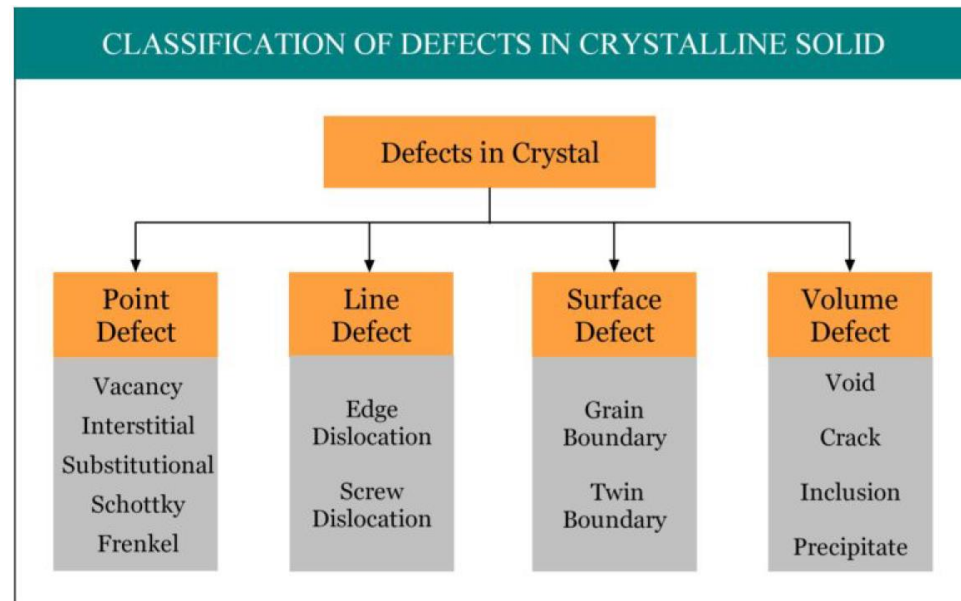 CLASSIFICATION OF DEFECTS IN CRYSTALLINE SOLID
Defects in Crystal
Point
Defect
Vacancy
Interstitial
Substitutional
Schottky
Frenkel
Line
Defect
Edge
Dislocation
Screw
Dislocation
Surface
Defect
Grain
Boundary
Twin
Boundary
Volume
Defect
Void
Crack
Inclusion
Precipitate